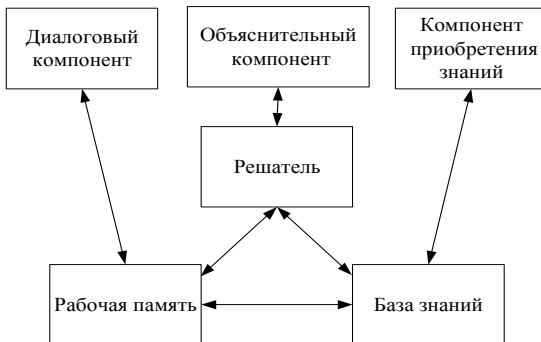 Диалоговый
компонент
Объяснительный
компонент
Компонент
приобретения
знаний
Решатель
Рабочая память
База знаний